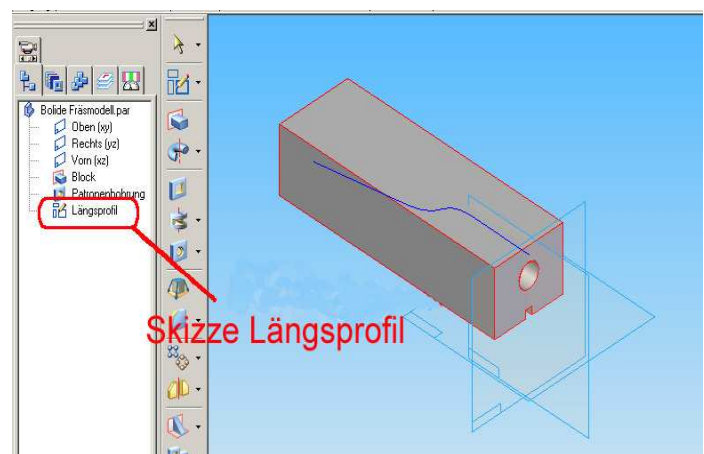 Bolide Fräsmodell.par
Oben (xy)
Rechts (yz)
Vorn (xz)
Block
Patronenbohrung
Längsprofil
Skizze Längsprofil